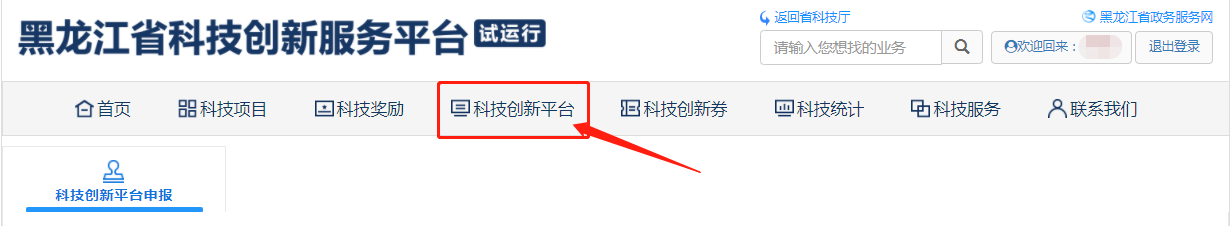 黑龙江省科技创新服务平台 试运行
返回省科技厅 黑龙江省政务服务网
请输入您想找的业务 欢迎回来： 退出登录
首页 科技项目 科技奖励 科技创新平台 科技创新券 科技统计 科技服务 联系我们
科技创新平台申报